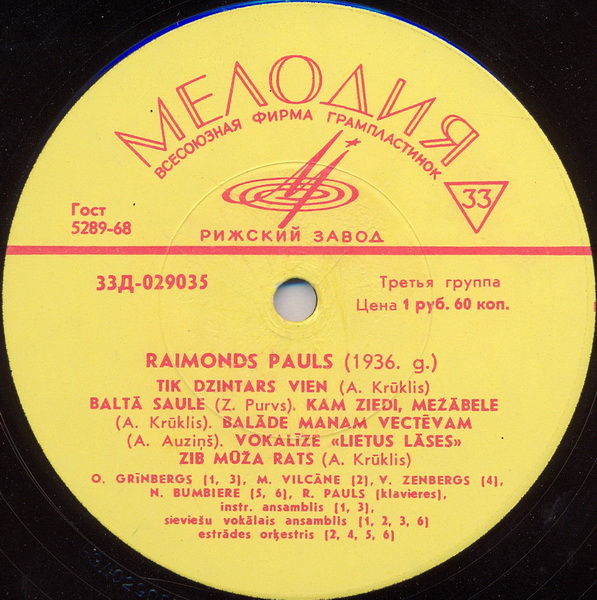 МЕЛОДИЯ
ВСЕСОЮЗНАЯ ФИРМА ГРАМПЛАСТИНОК
33
РИЖСКИЙ ЗАВОД
Гост
5289-68
33Д-029035
Третья группа
Цена 1 руб. 60 коп.
RAIMONDS PAULS (1936. g.)
TIK DZINTARS VIEN (A. Krūklis)
BALTĀ SAULE (Z. Purvs). KAM ZIEDI, MEŽĀBELE
(A. Krūklis). BALĀDE MANAM VECTĒVAM
(A. Auziņš). VOKALĪZE «LIETUS LĀSES»
ZIB MŪŽA RATS (A. Krūklis)
O. GRĪNBERGS (1, 3), M. VILCĀNE (2), V. ZENBERGS (4),
N. BUMBIERE (5, 6), R. PAULS (klavieres),
instr. ansamblis (1, 3),
sieviešu vokālais ansamblis (1, 2, 3, 6)
estrādes orķestris (2, 4, 5, 6)